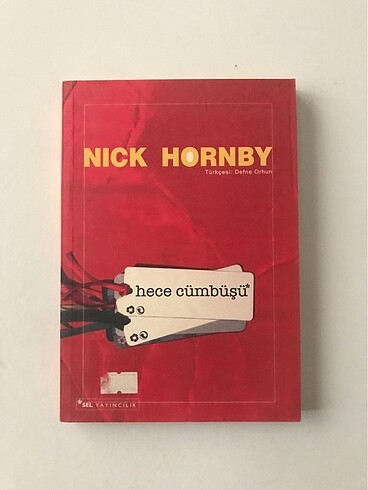 NICK HORNBY
Türkçesi: Defne Orhun
hece cümbüşü*
*SEL YAYINCILIK